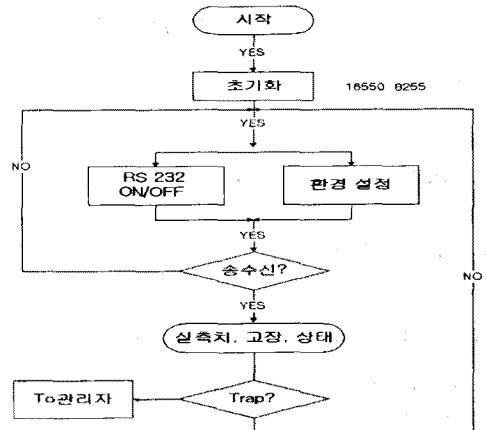 시작
YES
초기화 16550 8255
YES
NO
RS 232
ON/OFF
환경 설정
YES
송수신?
NO
YES
실측치, 고장, 상태
To관리자
Trap?